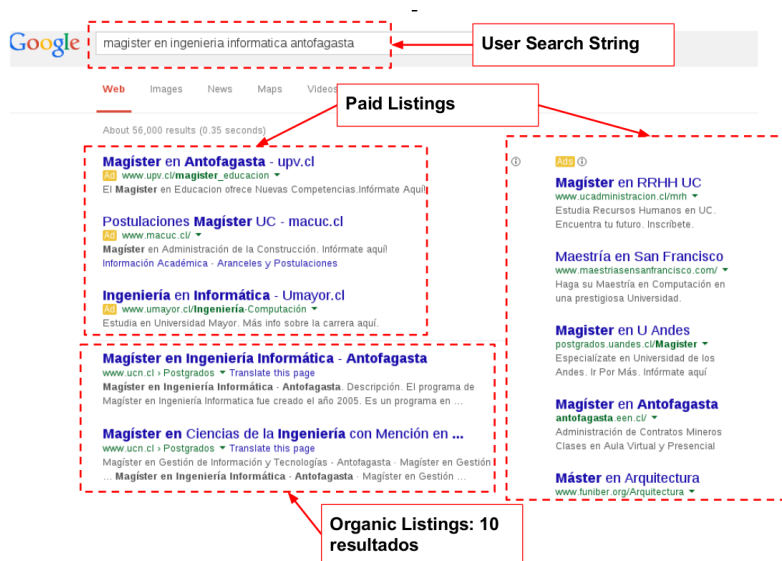 Google
magister en ingenieria informatica antofagasta
User Search String
Web Images News Maps Videos
Paid Listings
About 56,000 results (0.35 seconds)
Magíster en Antofagasta - upv.cl
Ad www.upv.cl/magister_educacion
El Magister en Educacion ofrece Nuevas Competencias.Infórmate Aquí!
Postulaciones Magíster UC - macuc.cl
Ad www.macuc.cl/
Magíster en Administración de la Construcción. Infórmate aquí!
Información Académica - Aranceles y Postulaciones
Ingeniería en Informática - Umayor.cl
Ad www.umayor.cl/Ingeniería-Computación
Estudia en Universidad Mayor. Más info sobre la carrera aquí.
Magíster en Ingeniería Informática - Antofagasta
www.ucn.cl › Postgrados Translate this page
Magíster en Ingeniería Informática - Antofagasta. Descripción. El programa de
Magíster en Ingeniería Informatica fue creado el año 2005. Es un programa en ...
Magíster en Ciencias de la Ingeniería con Mención en ...
www.ucn.cl › Postgrados Translate this page
Magíster en Gestión de Información y Tecnologías - Antofagasta · Magíster en Gestión
... Magíster en Ingeniería Informática - Antofagasta · Magíster en Gestión ...
Ads
Magíster en RRHH UC
www.ucadministracion.cl/mrh
Estudia Recursos Humanos en UC.
Encuentra tu futuro. Inscríbete.
Maestría en San Francisco
www.maestriasensanfrancisco.com/
Haga su Maestría en Computación en
una prestigiosa Universidad.
Magister en U Andes
postgrados.uandes.cl/Magister
Especialízate en Universidad de los
Andes. Ir Por Más. Infórmate aquí
Magíster en Antofagasta
antofagasta.een.cl/
Administración de Contratos Mineros
Clases en Aula Virtual y Presencial
Máster en Arquitectura
www.funiber.org/Arquitectura
Organic Listings: 10
resultados